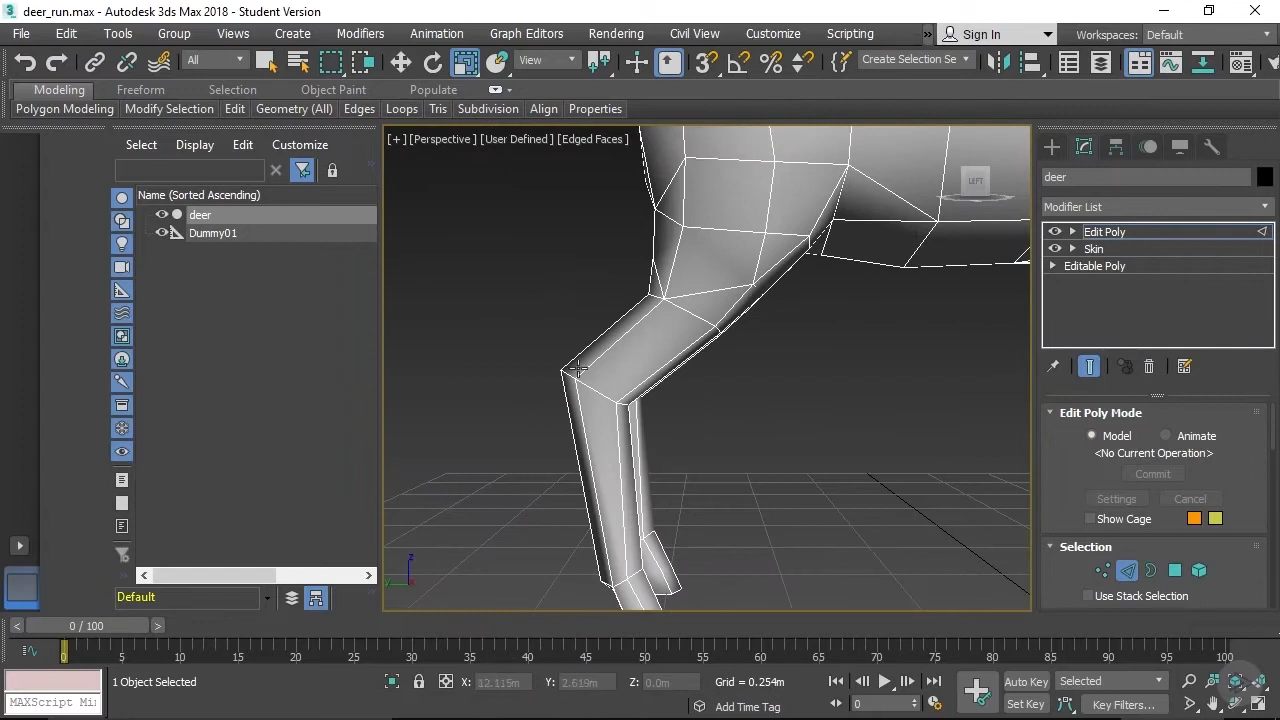 deer_run.max - Autodesk 3ds Max 2018 - Student Version
File Edit Tools Group Views Create Modifiers Animation Graph Editors Rendering Civil View Customize Scripting Sign In Workspaces: Default
All View Create Selection Se
Modeling Freeform Selection Object Paint Populate
Polygon Modeling Modify Selection Edit Geometry (All) Edges Loops Tris Subdivision Align Properties
Select Display Edit Customize
[+] [Perspective] [User Defined] [Edged Faces]
LEFT
deer
Name (Sorted Ascending)
Modifier List
deer
Dummy01
Edit Poly
Skin
Editable Poly
Edit Poly Mode
Model Animate
<No Current Operation>
Commit
Settings Cancel
Show Cage
Selection
Use Stack Selection
z
y
Default
0 / 100
0 5 10 15 20 25 30 35 40 45 50 55 60 65 70 75 80 85 90 95 100
1 Object Selected X: 12.115m Y: 2.619m Z: 0.0m Grid = 0.254m Auto Key Selected
MAXScript Mi Add Time Tag 0 Set Key Key Filters...